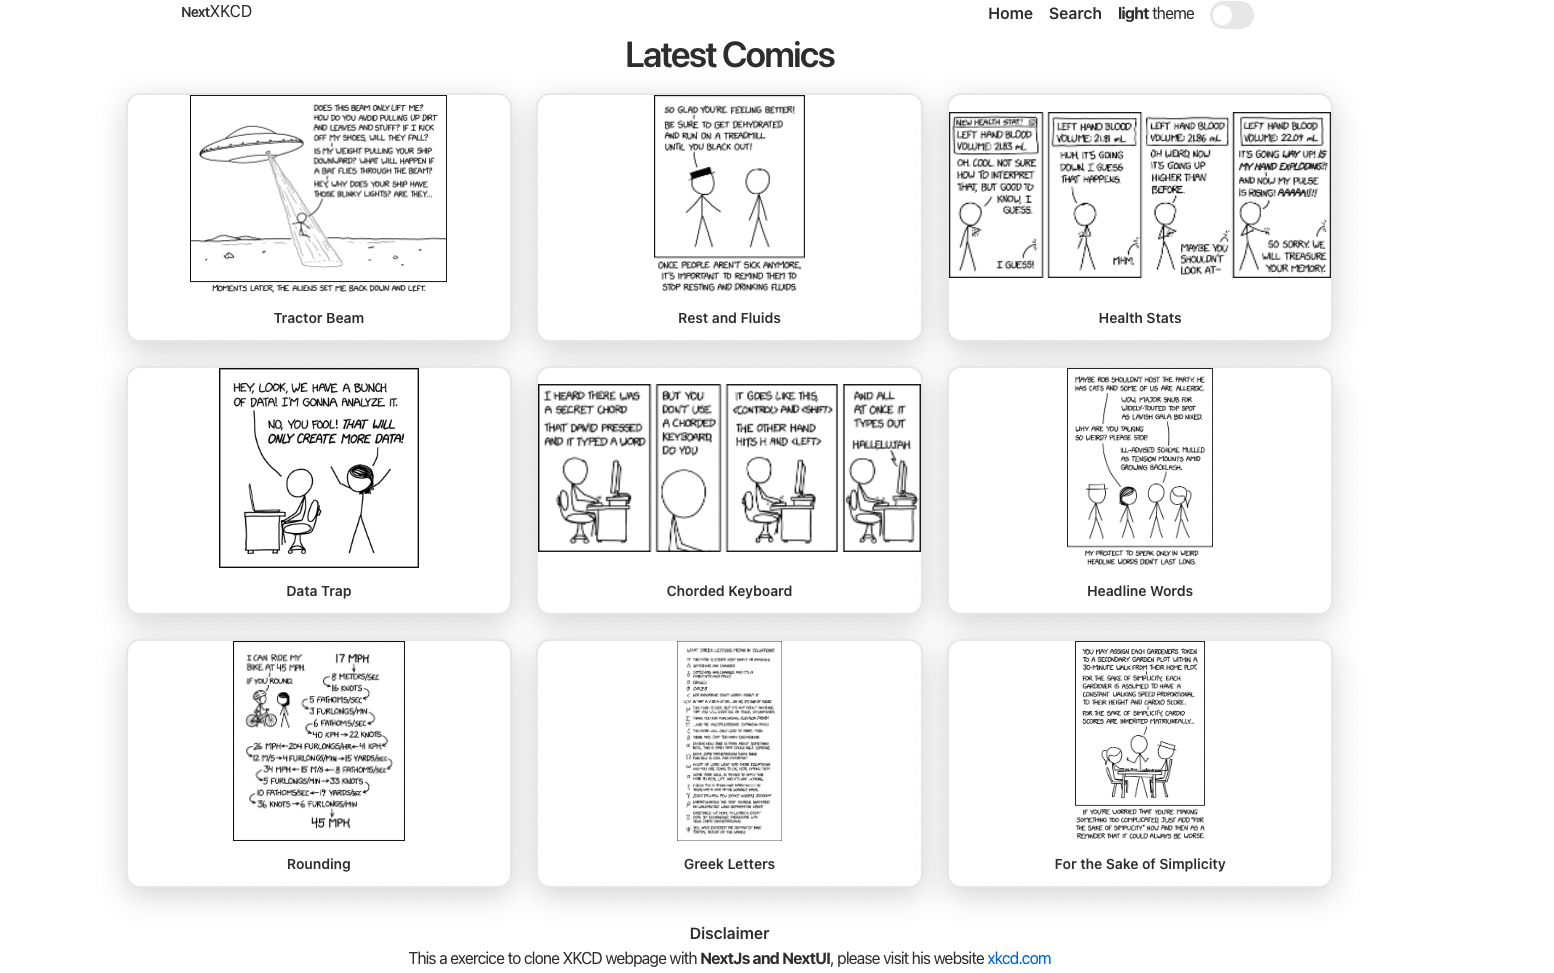 NextXKCD
Home Search light theme
Latest Comics
DOES THIS BEAM ONLY LIFT ME?
HOW DO YOU AVOID PULLING UP DIRT
AND LEAVES AND STUFF? IF I KICK
OFF MY SHOES, WILL THEY FALL?
IS MY WEIGHT PULLING YOUR SHIP
DOWNWARD? WHAT WILL HAPPEN IF
A BAT FLIES THROUGH THE BEAM?
HEY, WHY DOES YOUR SHIP HAVE
THOSE BLINKY LIGHTS? ARE THEY...
MOMENTS LATER, THE ALIENS SET ME BACK DOWN AND LEFT.
Tractor Beam
SO GLAD YOU'RE FEELING BETTER!
BE SURE TO GET DEHYDRATED
AND RUN ON A TREADMILL
UNTIL YOU BLACK OUT!
ONCE PEOPLE AREN'T SICK ANYMORE,
IT'S IMPORTANT TO REMIND THEM TO
STOP RESTING AND DRINKING FLUIDS.
Rest and Fluids
NEW HEALTH STAT!
LEFT HAND BLOOD
VOLUME: 21.83 mL
OH. COOL. NOT SURE
HOW TO INTERPRET
THAT, BUT GOOD TO
KNOW, I
GUESS.
I GUESS!
LEFT HAND BLOOD
VOLUME: 21.81 mL
HUH, IT'S GOING
DOWN. I GUESS
THAT HAPPENS.
MHM.
LEFT HAND BLOOD
VOLUME: 21.86 mL
OH WEIRD, NOW
IT'S GOING UP
HIGHER THAN
BEFORE.
MAYBE YOU
SHOULDN'T
LOOK AT–
LEFT HAND BLOOD
VOLUME: 22.09 mL
IT'S GOING WAY UP! IS
MY HAND EXPLODING?!
AND NOW MY PULSE
IS RISING! AAAA!!!!
SO SORRY. WE
WILL TREASURE
YOUR MEMORY.
Health Stats
HEY, LOOK, WE HAVE A BUNCH
OF DATA! I'M GONNA ANALYZE IT.
NO, YOU FOOL! THAT WILL
ONLY CREATE MORE DATA!
Data Trap
I HEARD THERE WAS
A SECRET CHORD
THAT DAVID PRESSED
AND IT TYPED A WORD
BUT YOU
DON'T USE
A CHORDED
KEYBOARD,
DO YOU
IT GOES LIKE THIS,
<CONTROL> AND <SHIFT>
THE OTHER HAND
HITS H AND <LEFT>
AND ALL
AT ONCE IT
TYPES OUT
HALLELUJAH
Chorded Keyboard
MAYBE ROB SHOULDN'T HOST THE PARTY. HE
HAS CATS AND SOME OF US ARE ALLERGIC.
WOW, MAJOR SNUB FOR
WIDELY-TOUTED TOP SPOT
AS LAVISH GALA BID NIXED.
WHY ARE YOU TALKING
SO WEIRD? PLEASE STOP.
ILL-ADVISED SCHEME MULLED
AS TENSION MOUNTS AMID
GROWING BACKLASH.
MY PROJECT TO SPEAK ONLY IN WEIRD
HEADLINE WORDS DIDN'T LAST LONG.
Headline Words
I CAN RIDE MY
BIKE AT 45 MPH.
IF YOU ROUND.
17 MPH
8 METERS/SEC
16 KNOTS
5 FATHOMS/SEC
3 FURLONGS/MIN
6 FATHOMS/SEC
40 KPH→22 KNOTS
26 MPH←204 FURLONGS/HR←41 KPH
12 M/S→4 FURLONGS/MIN→15 YARDS/SEC
34 MPH←15 M/S←8 FATHOMS/SEC
5 FURLONGS/MIN→33 KNOTS
10 FATHOMS/SEC←19 YARDS/SEC
36 KNOTS→6 FURLONGS/MIN
45 MPH
Rounding
WHAT GREEK LETTERS MEAN IN EQUATIONS
Greek Letters
YOU MAY ASSIGN EACH GARDENER'S TOKEN
TO A SECONDARY GARDEN PLOT WITHIN A
30-MINUTE WALK FROM THEIR HOME PLOT.
FOR THE SAKE OF SIMPLICITY, EACH
GARDENER IS ASSUMED TO HAVE A
CONSTANT WALKING SPEED PROPORTIONAL
TO THEIR HEIGHT AND CARDIO SCORE.
FOR THE SAKE OF SIMPLICITY, CARDIO
SCORES ARE INHERITED MATRILINEALLY...
IF YOU'RE WORRIED THAT YOU'RE MAKING
SOMETHING TOO COMPLICATED, JUST ADD "FOR
THE SAKE OF SIMPLICITY" NOW AND THEN AS A
REMINDER THAT IT COULD ALWAYS BE WORSE.
For the Sake of Simplicity
Disclaimer
This a exercice to clone XKCD webpage with NextJs and NextUI, please visit his website xkcd.com